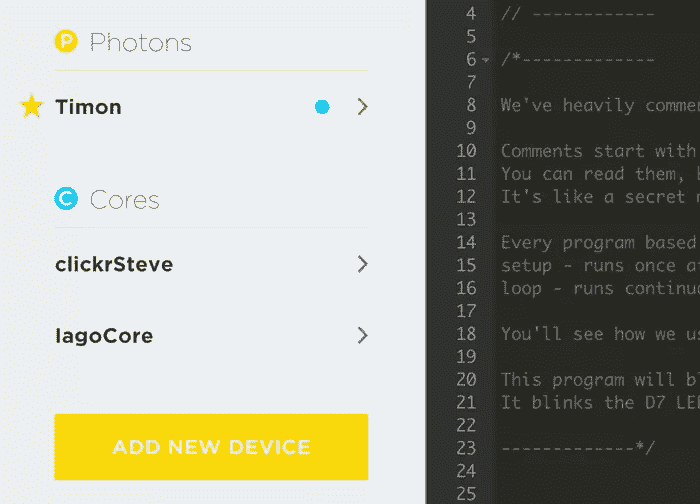 P Photons
Timon
C Cores
clickrSteve
IagoCore
ADD NEW DEVICE
4 // ------------
5
6 /*-------------
7
8 We've heavily
9
10 Comments start with
11 You can read them,
12 It's like a secret
13
14 Every program based
15 setup - runs once
16 loop - runs
17
18 You'll see how we
19
20 This program will
21 It blinks the D7
22
23 -------------*/
24
25